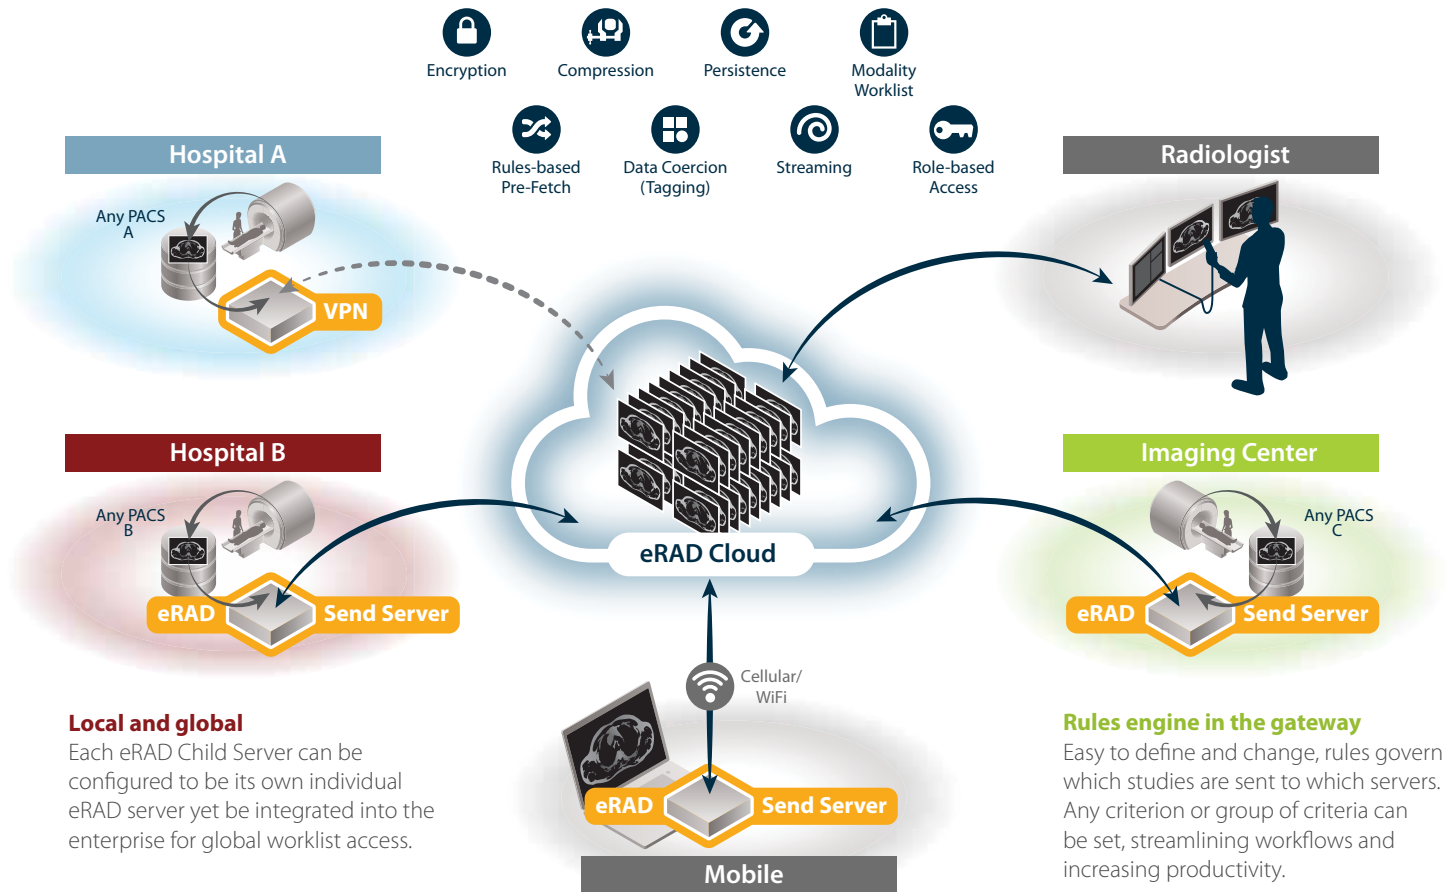 Encryption
Compression
Persistence
Modality
Worklist
Rules-based
Pre-Fetch
Data Coercion
(Tagging)
Streaming
Role-based
Access
Hospital A
Any PACS
A
VPN
Radiologist
Hospital B
Any PACS
B
eRAD
Send Server
eRAD Cloud
Imaging Center
Any PACS
C
eRAD
Send Server
Cellular/
WiFi
eRAD
Send Server
Mobile
Local and global
Each eRAD Child Server can be
configured to be its own individual
eRAD server yet be integrated into the
enterprise for global worklist access.
Rules engine in the gateway
Easy to define and change, rules govern
which studies are sent to which servers.
Any criterion or group of criteria can
be set, streamlining workflows and
increasing productivity.